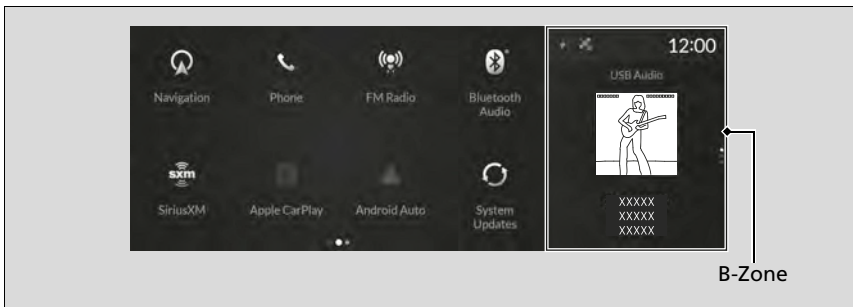 12:00
USB Audio
Navigation
Phone
FM Radio
Bluetooth
Audio
sxm
SiriusXM
Apple CarPlay
Android Auto
System
Updates
XXXXX
XXXXX
XXXXX
B-Zone